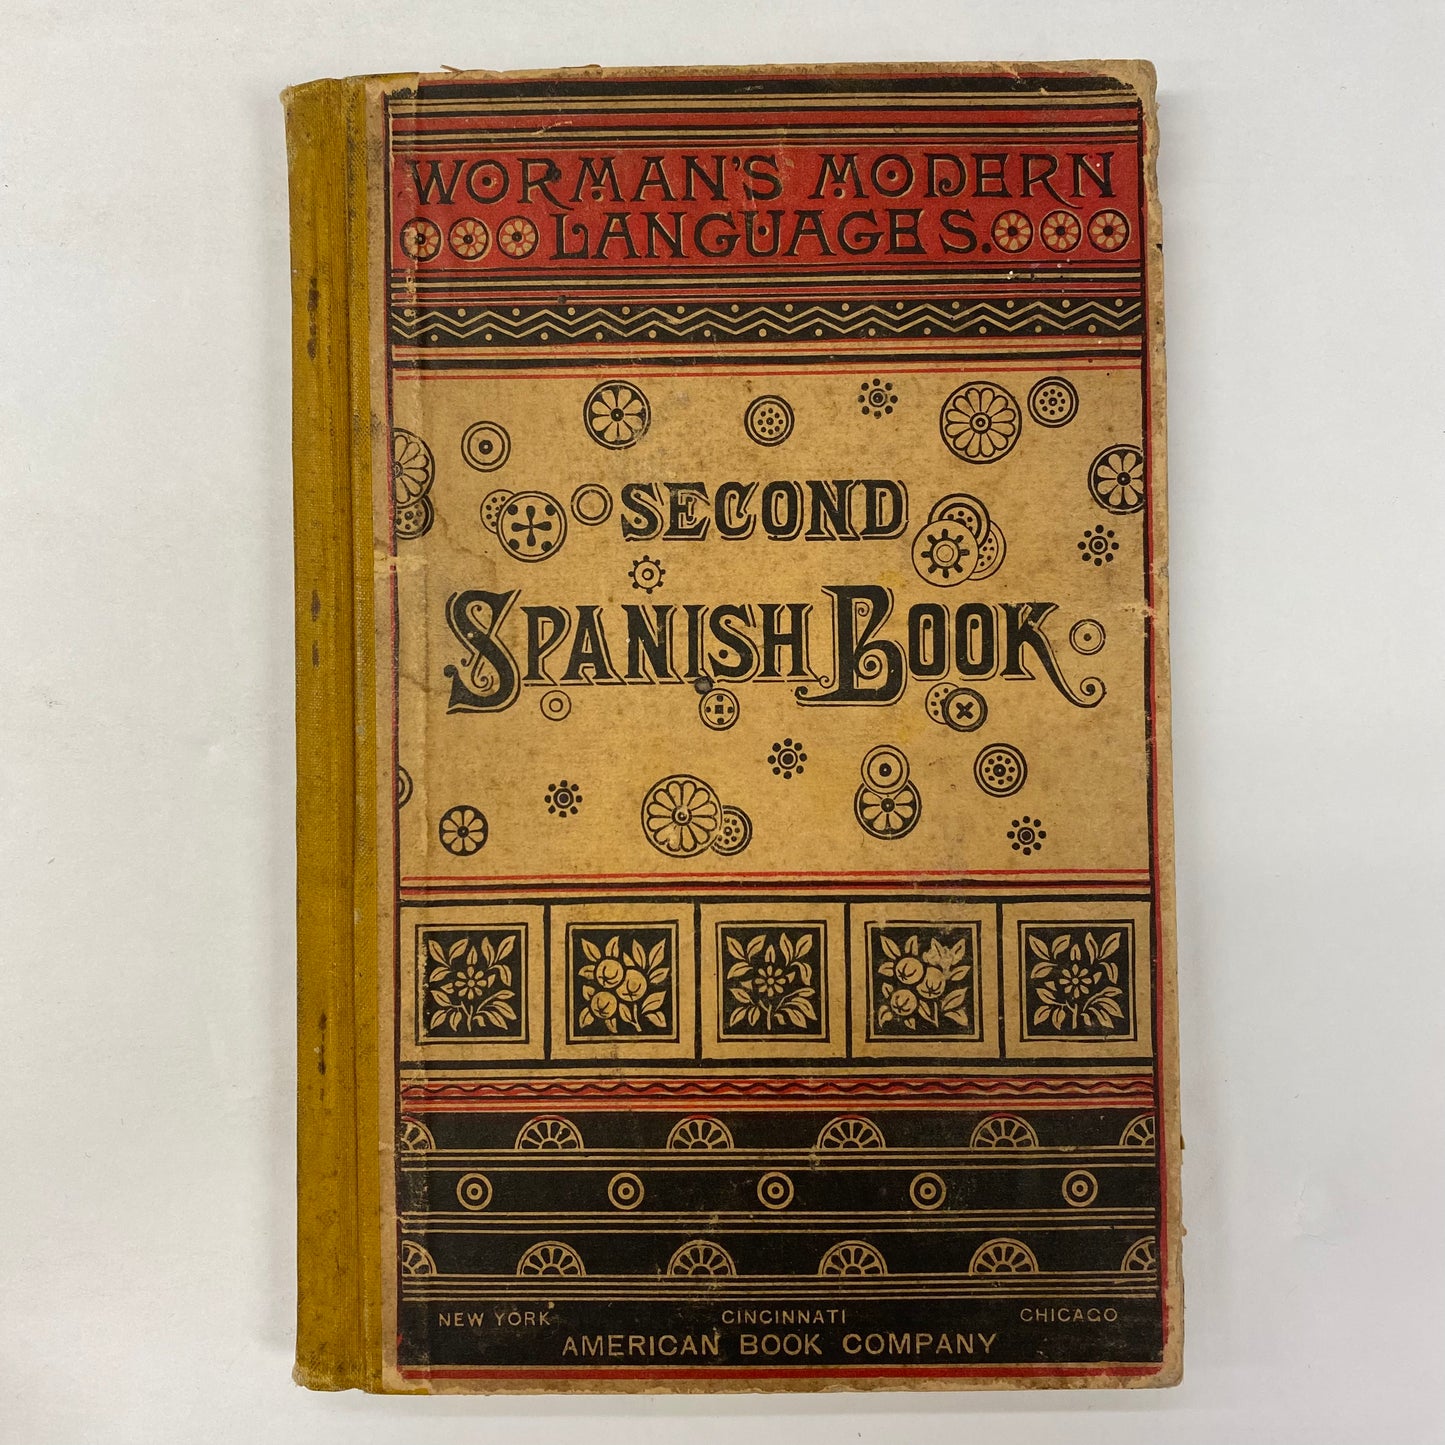 WORMAN'S MODERN
LANGUAGES.
SECOND
SPANISH BOOK
NEW YORK CINCINNATI CHICAGO
AMERICAN BOOK COMPANY